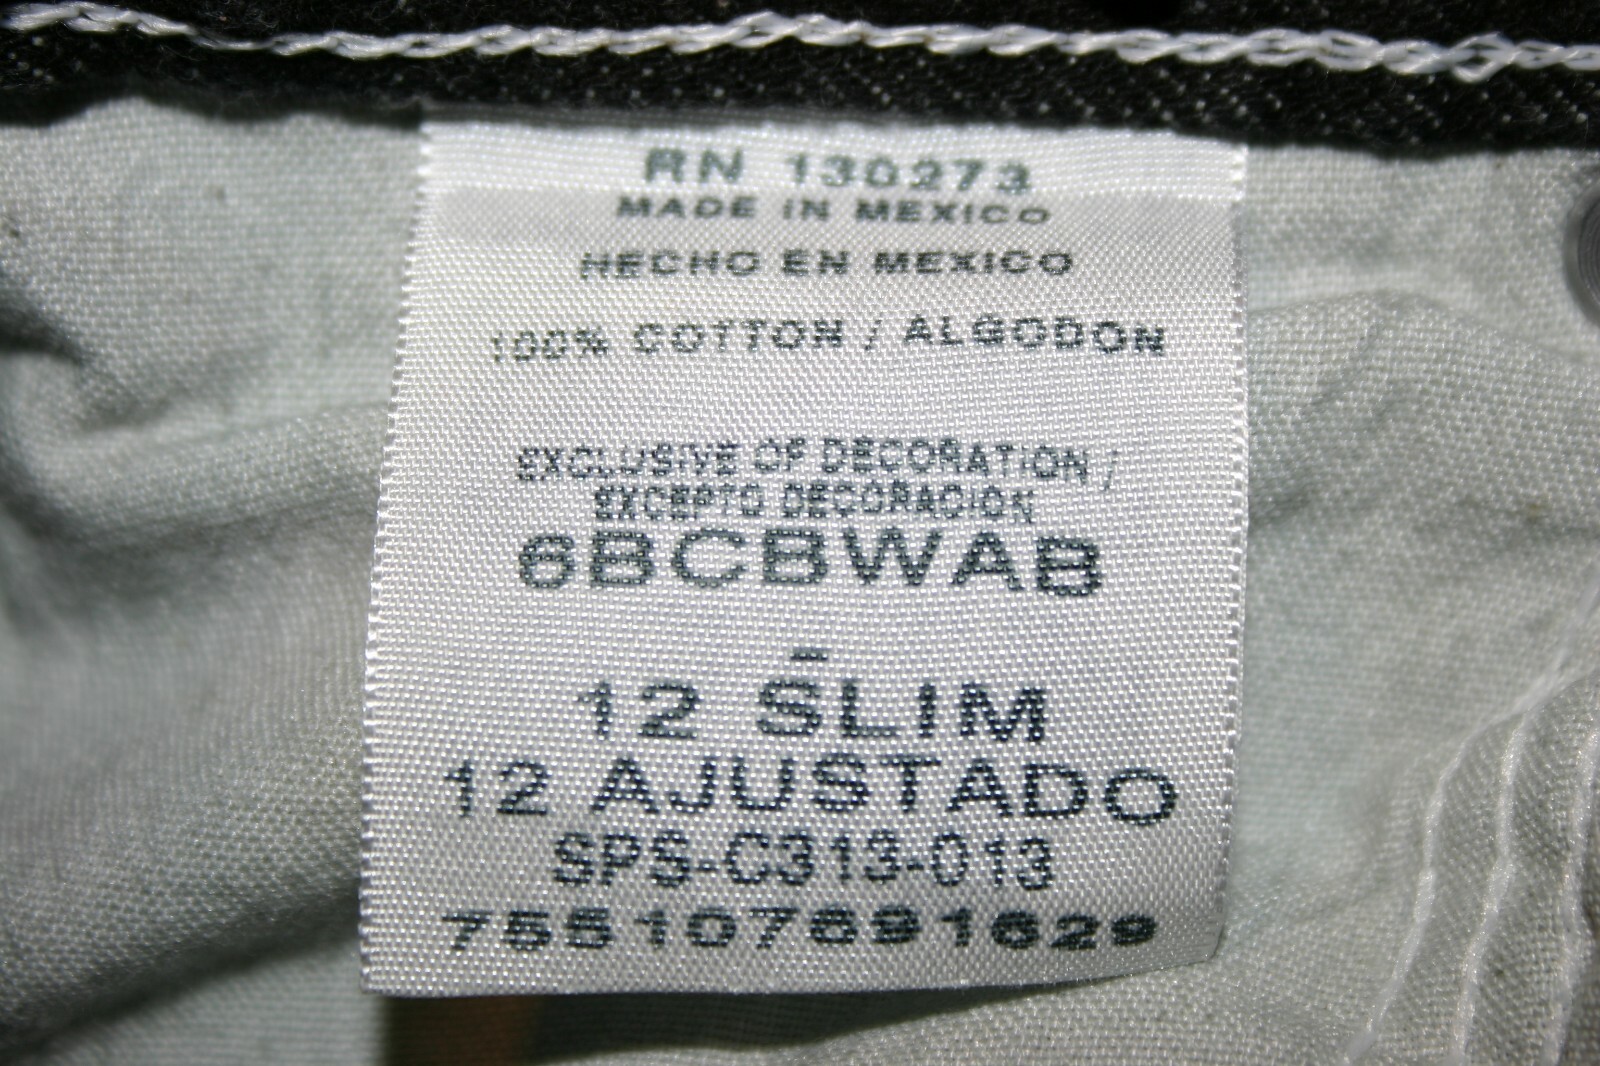 RN 130273
MADE IN MEXICO
HECHO EN MEXICO
100% COTTON / ALGODON
EXCLUSIVE OF DECORATION /
EXCEPTO DECORACION
6BCBWAB
-
12 SLIM
12 AJUSTADO
SPS-C313-013
755107691629